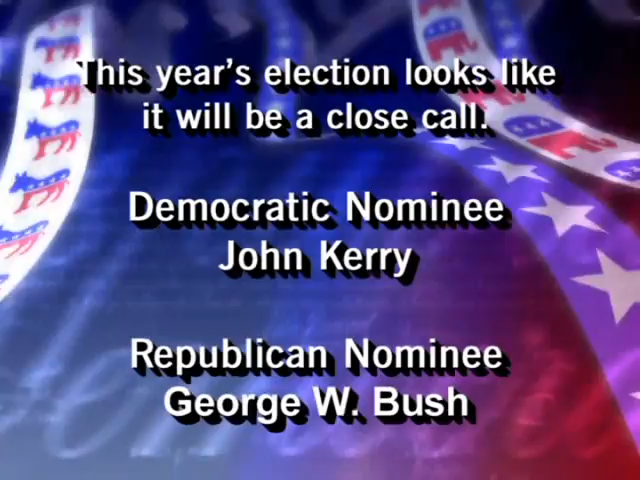 This year's election looks like
it will be a close call.
Democratic Nominee
John Kerry
Republican Nominee
George W. Bush